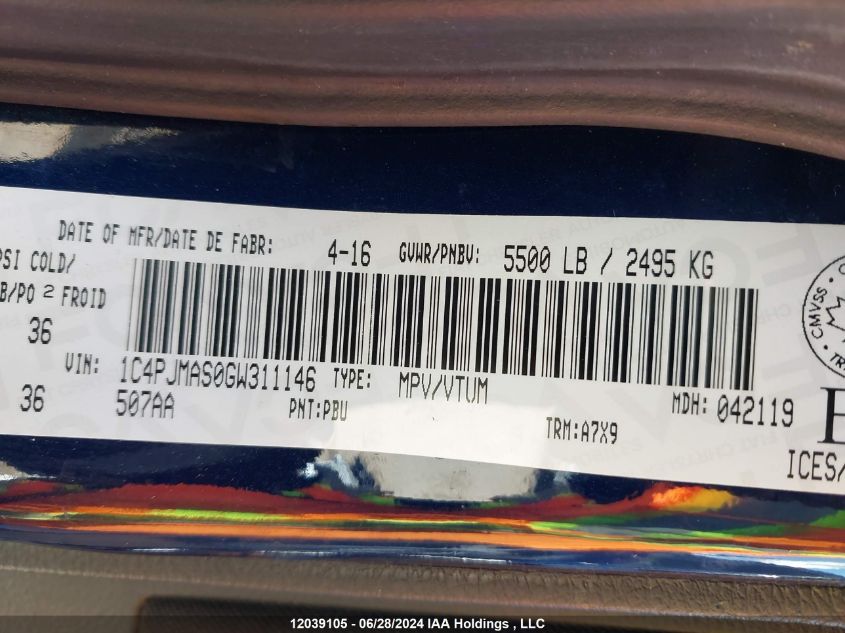 DATE OF MFR/DATE DE FABR: 4-16 GVWR/PNBV: 5500 LB / 2495 KG
PSI COLD/
B/PO 2 FROID
36
VIN: 1C4PJMAS0GW311146 TYPE: MPV/VTUM MDH: 042119
36 507AA PNT:PBU TRM:A7X9
CMVSS
ICES/
12039105 - 06/28/2024 IAA Holdings , LLC